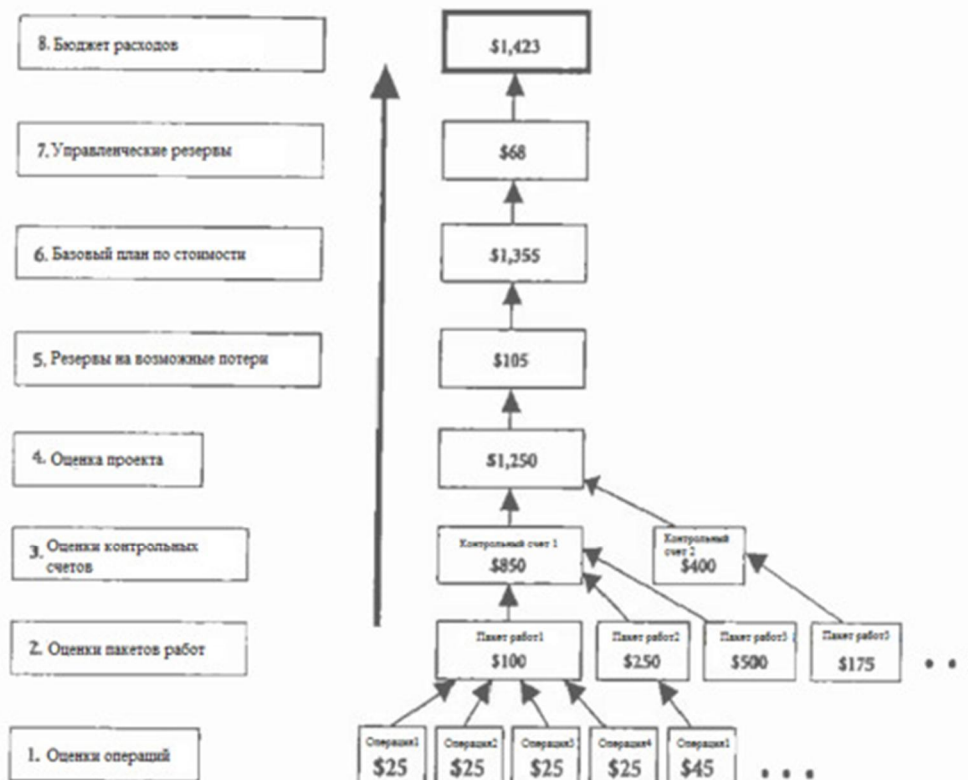 8. Бюджет расходов
$1,423
7. Управленческие резервы
$68
6. Базовый план по стоимости
$1,355
5. Резервы на возможные потери
$105
4. Оценка проекта
$1,250
3. Оценки контрольных
счетов
Контрольный счет 1
$850
Контрольный
счет 2
$400
2. Оценки пакетов работ
Пакет работ1
$100
Пакет работ2
$250
Пакет работ3
$500
Пакет работ3
$175
1. Оценки операций
Операция1
$25
Операция2
$25
Операция3
$25
Операция4
$25
Операция1
$45